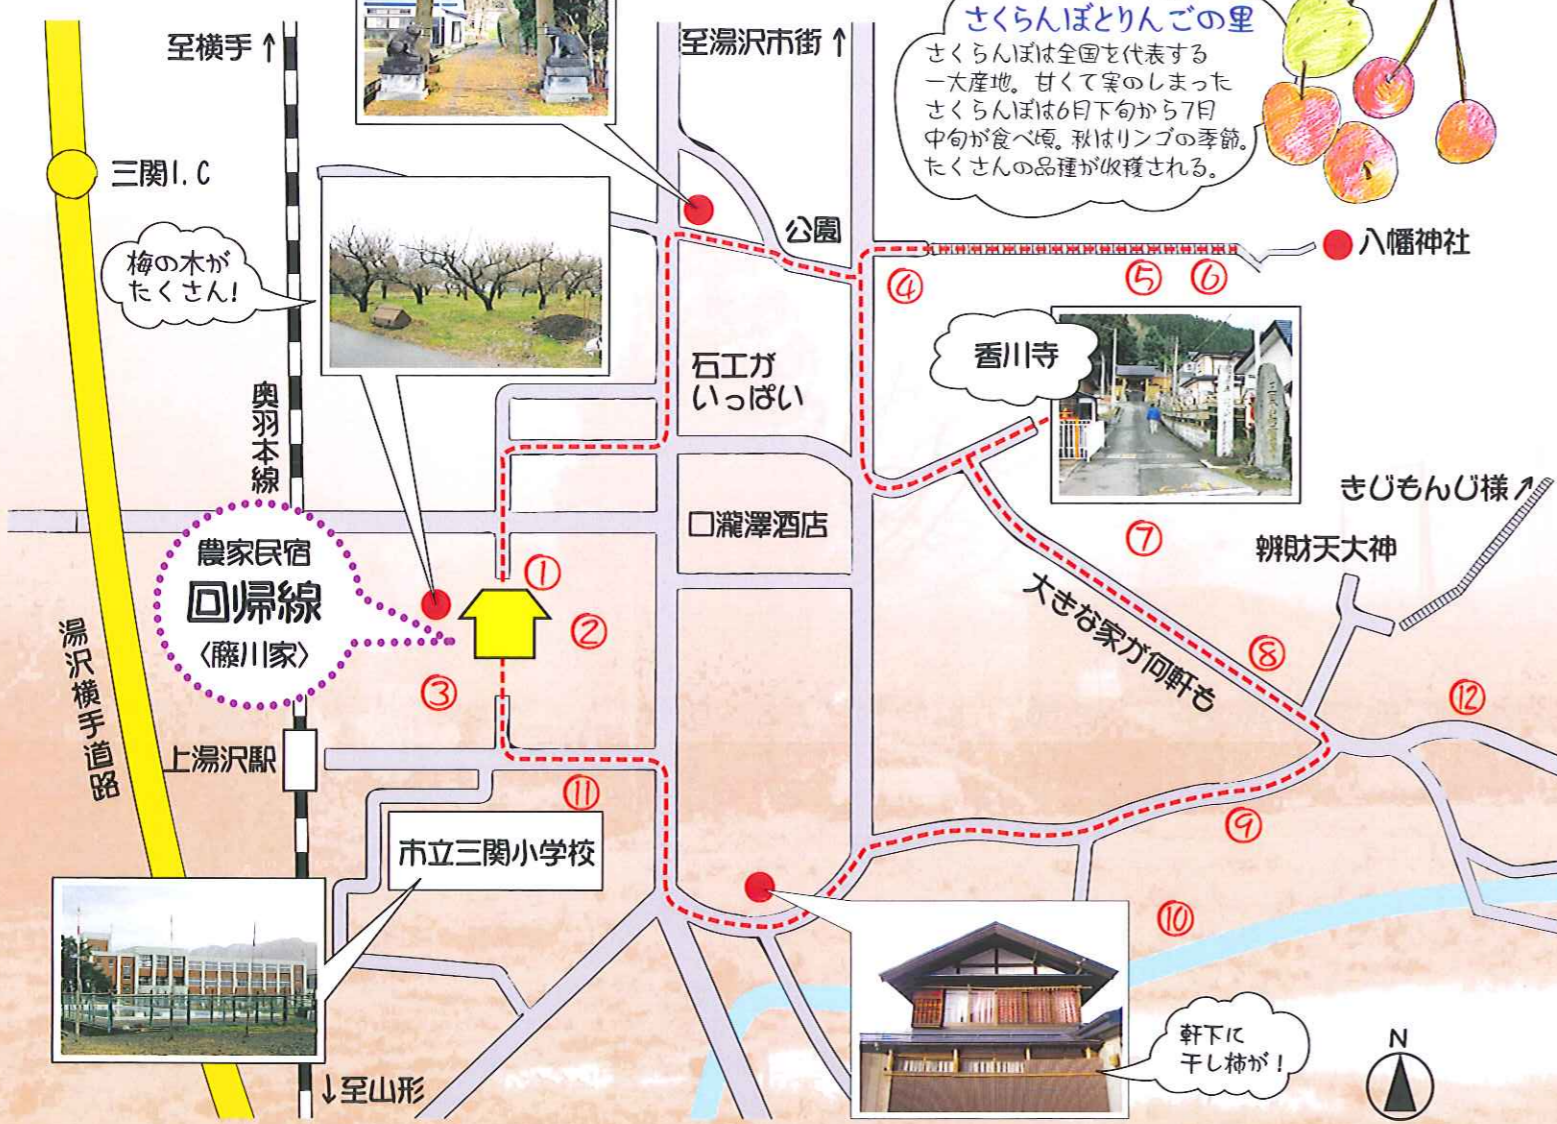 さくらんぼとりんごの里
さくらんぼは全国を代表する
一大産地。甘くて実のしまった
さくらんぼは6月下旬から7月
中旬が食べ頃。秋はリンゴの季節。
たくさんの品種が収穫される。
至横手↑
至湯沢市街↑
三関I.C
公園
八幡神社
梅の木が
たくさん!
④
⑤
⑥
香川寺
石工が
いっぱい
奥羽本線
口瀧澤酒店
きじもんじ様↗
⑦
辨財天大神
農家民宿
回帰線
〈藤川家〉
①
②
③
大きな家が何軒も
⑧
⑫
湯沢横手道路
上湯沢駅
⑪
⑨
市立三関小学校
⑩
軒下に
干し柿が!
↓至山形
N